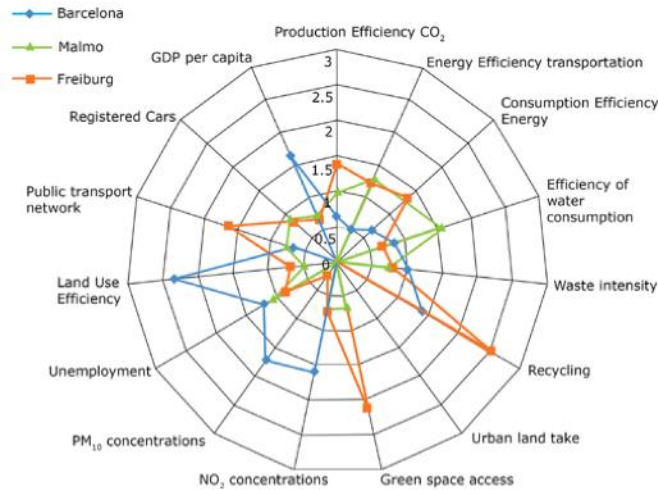 Barcelona
Malmo
Freiburg
Production Efficiency CO₂
Energy Efficiency transportation
Consumption Efficiency
Energy
Efficiency of
water
consumption
Waste intensity
Recycling
Urban land take
Green space access
NO₂ concentrations
PM₁₀ concentrations
Unemployment
Land Use
Efficiency
Public transport
network
Registered Cars
GDP per capita
3
2.5
2
1.5
1
0.5
0